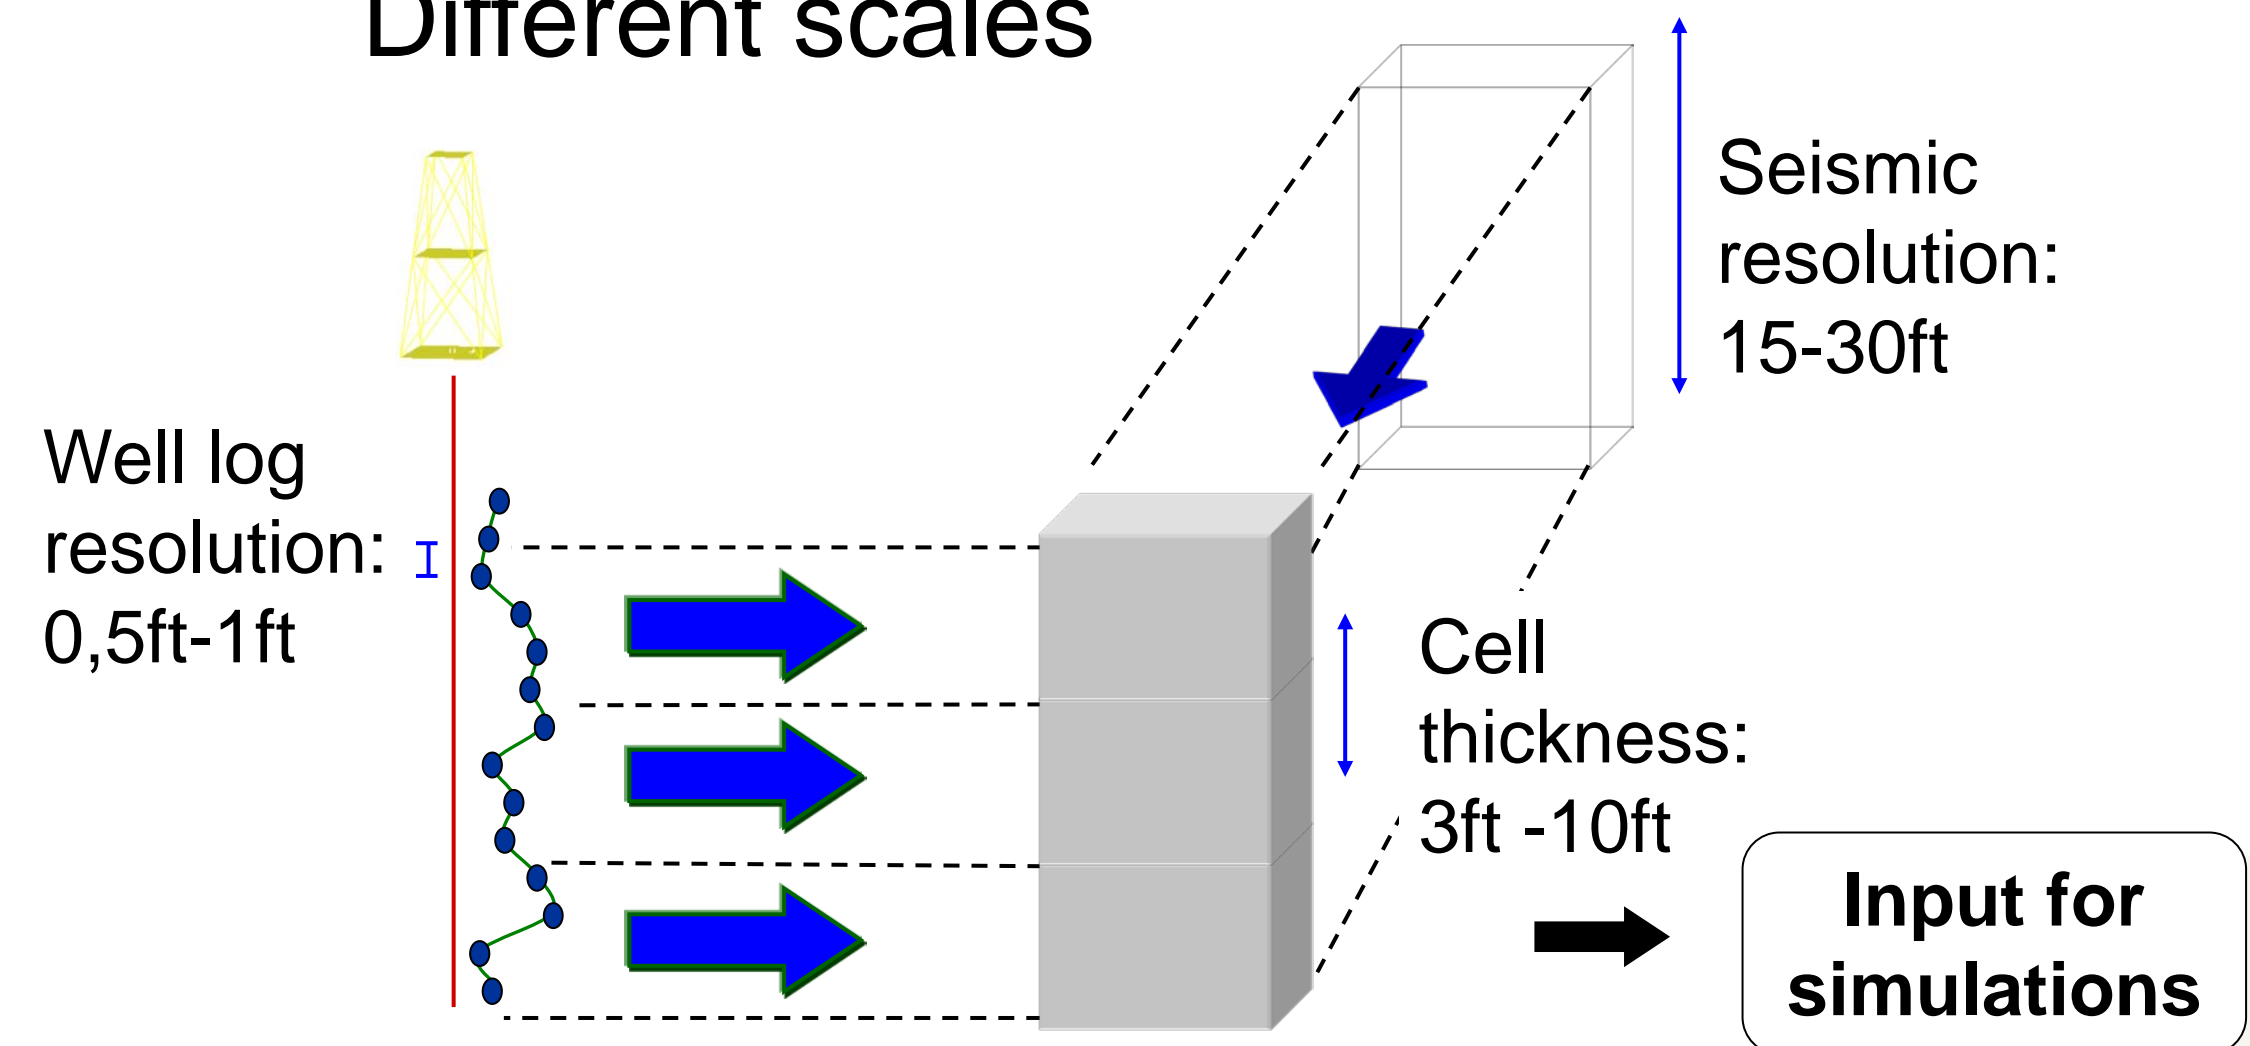 Different scales
Seismic
resolution:
15-30ft
Well log
resolution:
0,5ft-1ft
Cell
thickness:
3ft -10ft
Input for
simulations